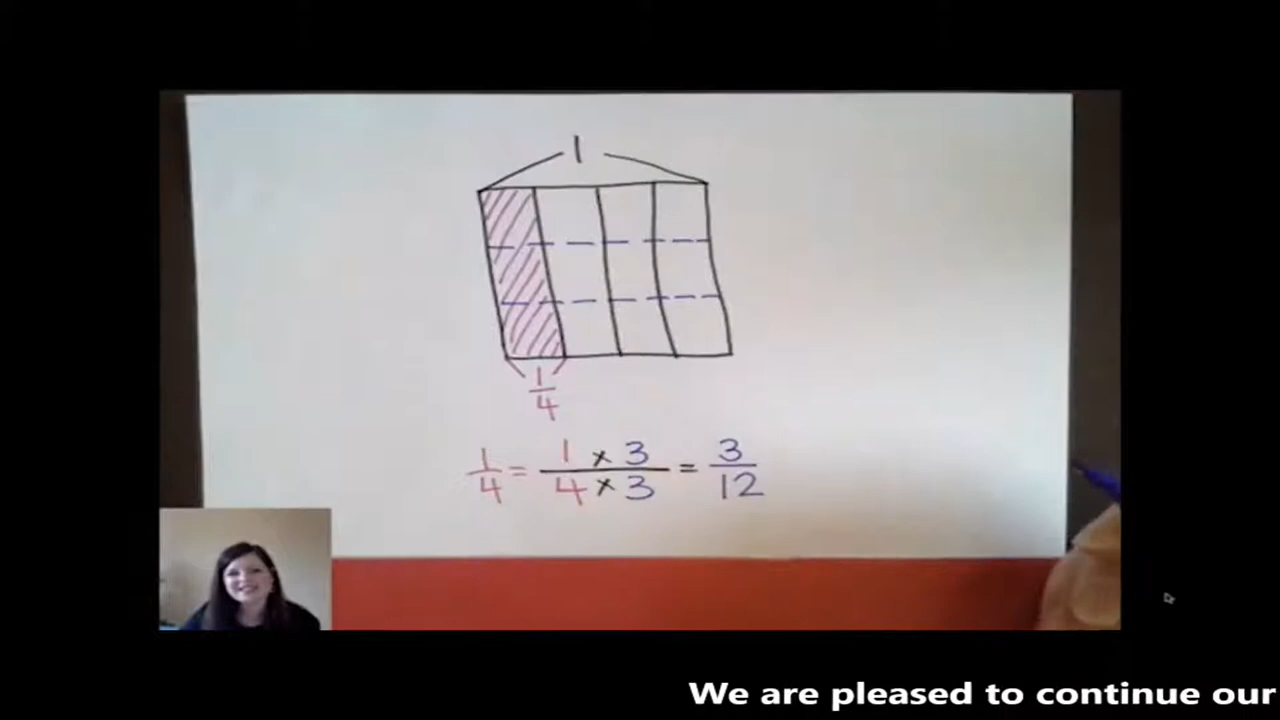 1
1/4
1/4 = 1 × 3 / 4 × 3 = 3/12
We are pleased to continue our